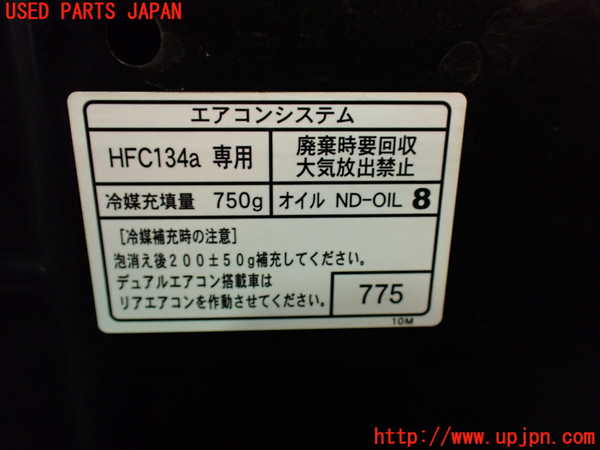 USED PARTS JAPAN
エアコンシステム
HFC134a 専用
廃棄時要回収
大気放出禁止
冷媒充填量 750g
オイル ND-OIL 8
[冷媒補充時の注意]
泡消え後200±50g補充してください。
デュアルエアコン搭載車は
リアエアコンを作動させてください。
775
10M
http://www.upjpn.com/